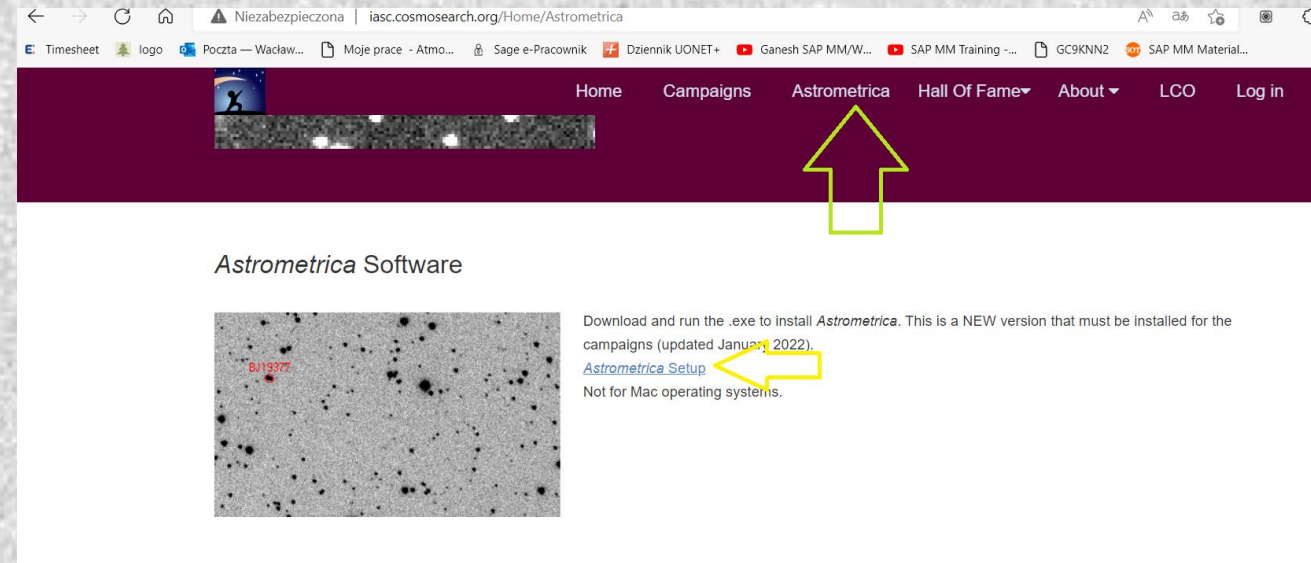 Niezabezpieczona | iasc.cosmosearch.org/Home/Astrometrica
Timesheet logo Poczta — Wacław... Moje prace - Atmo... Sage e-Pracownik Dziennik UONET+ Ganesh SAP MM/W... SAP MM Training -... GC9KNN2 SAP MM Material...
Home Campaigns Astrometrica Hall Of Fame About LCO Log in
Astrometrica Software
Download and run the .exe to install Astrometrica. This is a NEW version that must be installed for the
campaigns (updated January 2022).
Astrometrica Setup
Not for Mac operating systems.
BJ19377